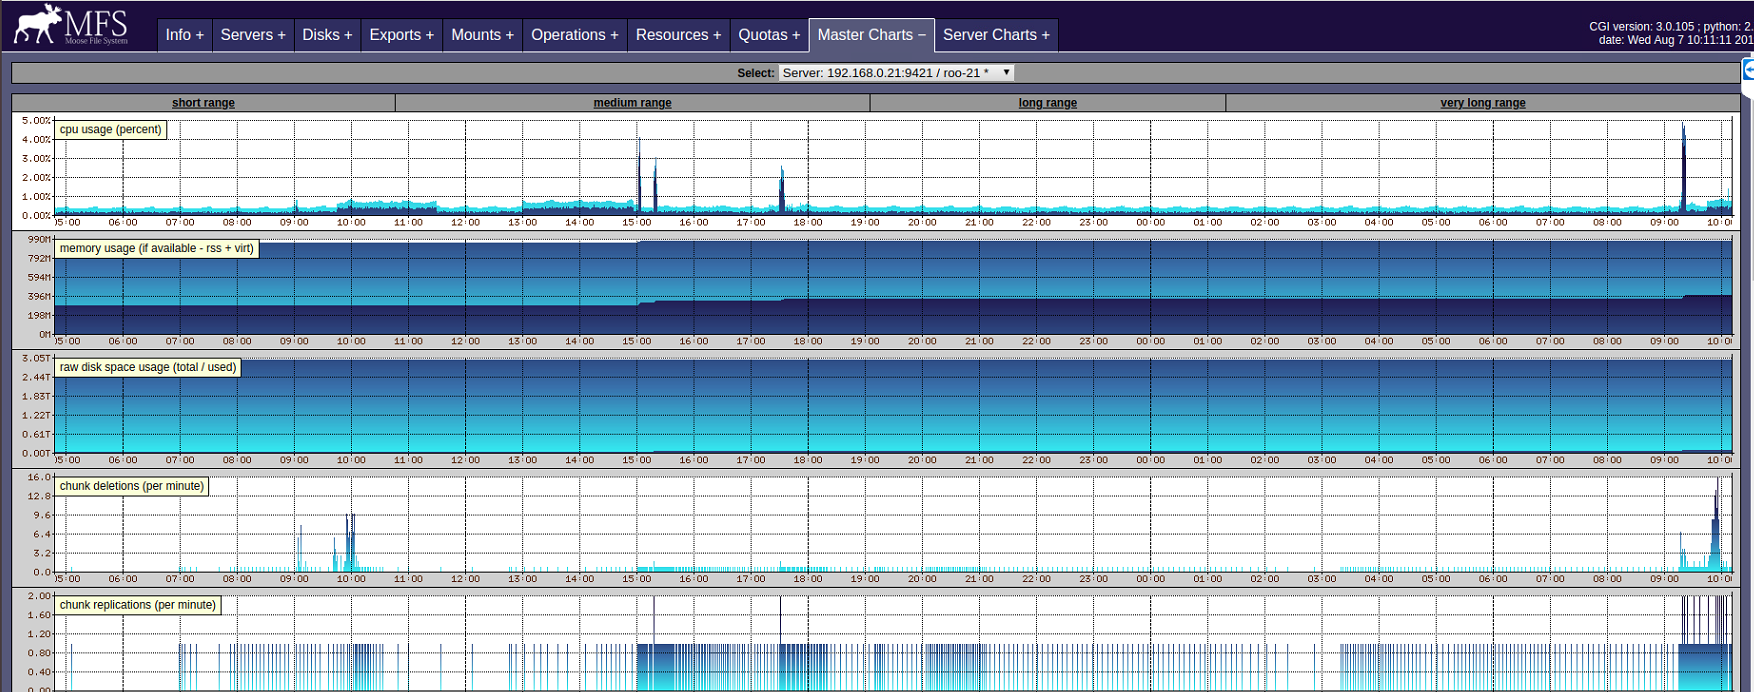 MFS
Moose File System
Info + Servers + Disks + Exports + Mounts + Operations + Resources + Quotas + Master Charts − Server Charts +
CGI version: 3.0.105 ; python: 2.
date: Wed Aug 7 10:11:11 201
Select: Server: 192.168.0.21:9421 / roo-21 *
short range medium range long range very long range
cpu usage (percent)
5.00%
4.00%
3.00%
2.00%
1.00%
0.00%
05:00 06:00 07:00 08:00 09:00 10:00 11:00 12:00 13:00 14:00 15:00 16:00 17:00 18:00 19:00 20:00 21:00 22:00 23:00 00:00 01:00 02:00 03:00 04:00 05:00 06:00 07:00 08:00 09:00 10:00
memory usage (if available - rss + virt)
990M
792M
594M
396M
198M
0M
05:00 06:00 07:00 08:00 09:00 10:00 11:00 12:00 13:00 14:00 15:00 16:00 17:00 18:00 19:00 20:00 21:00 22:00 23:00 00:00 01:00 02:00 03:00 04:00 05:00 06:00 07:00 08:00 09:00 10:00
raw disk space usage (total / used)
3.05T
2.44T
1.83T
1.22T
0.61T
0.00T
05:00 06:00 07:00 08:00 09:00 10:00 11:00 12:00 13:00 14:00 15:00 16:00 17:00 18:00 19:00 20:00 21:00 22:00 23:00 00:00 01:00 02:00 03:00 04:00 05:00 06:00 07:00 08:00 09:00 10:00
chunk deletions (per minute)
16.0
12.8
9.6
6.4
3.2
0.0
05:00 06:00 07:00 08:00 09:00 10:00 11:00 12:00 13:00 14:00 15:00 16:00 17:00 18:00 19:00 20:00 21:00 22:00 23:00 00:00 01:00 02:00 03:00 04:00 05:00 06:00 07:00 08:00 09:00 10:00
chunk replications (per minute)
2.00
1.60
1.20
0.80
0.40
0.00